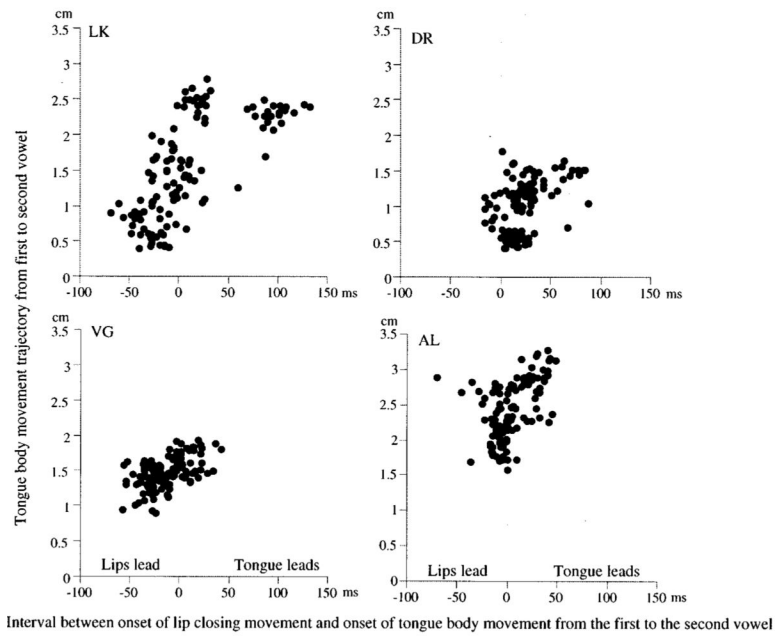 cm
LK
3.5
3
2.5
2
1.5
1
0.5
0
-100 -50 0 50 100 150 ms
cm
DR
3.5
3
2.5
2
1.5
1
0.5
0
-100 -50 0 50 100 150 ms
Tongue body movement trajectory from first to second vowel
cm
VG
3.5
3
2.5
2
1.5
1
0.5
0
Lips lead Tongue leads
-100 -50 0 50 100 150 ms
cm
AL
3.5
3
2.5
2
1.5
1
0.5
0
Lips lead Tongue leads
-100 -50 0 50 100 150 ms
Interval between onset of lip closing movement and onset of tongue body movement from the first to the second vowel